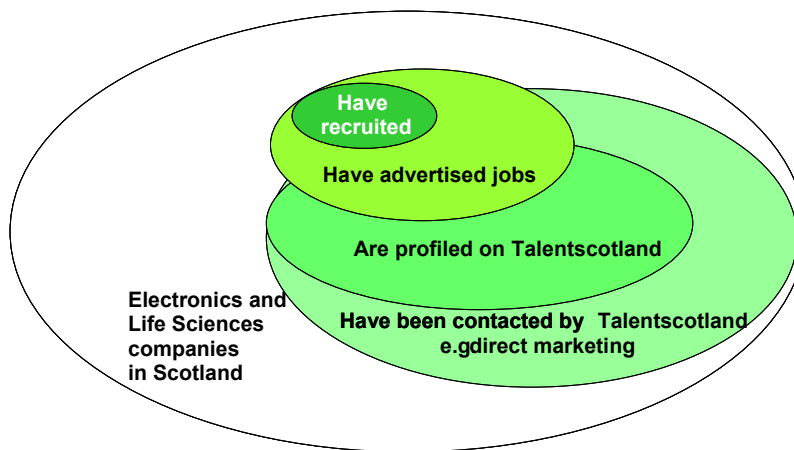 Have
recruited
Have advertised jobs
Are profiled on Talentscotland
Electronics and
Life Sciences
companies
in Scotland
Have been contacted by Talentscotland
e.gdirect marketing